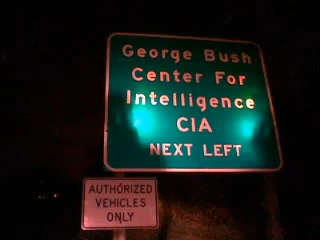 George Bush
Center For
Intelligence
CIA
NEXT LEFT
AUTHORIZED
VEHICLES
ONLY